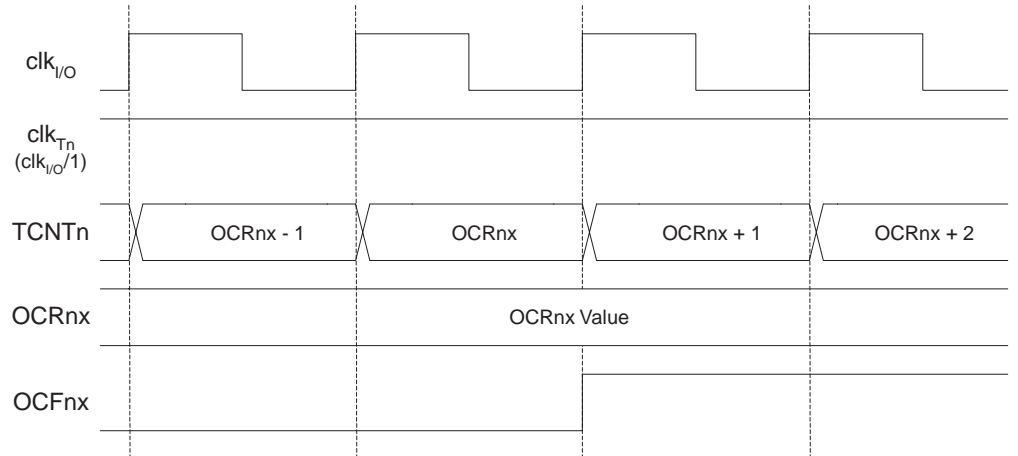 clkI/O
clkTn
(clkI/O/1)
TCNTn
OCRnx - 1
OCRnx
OCRnx + 1
OCRnx + 2
OCRnx
OCRnx Value
OCFnx